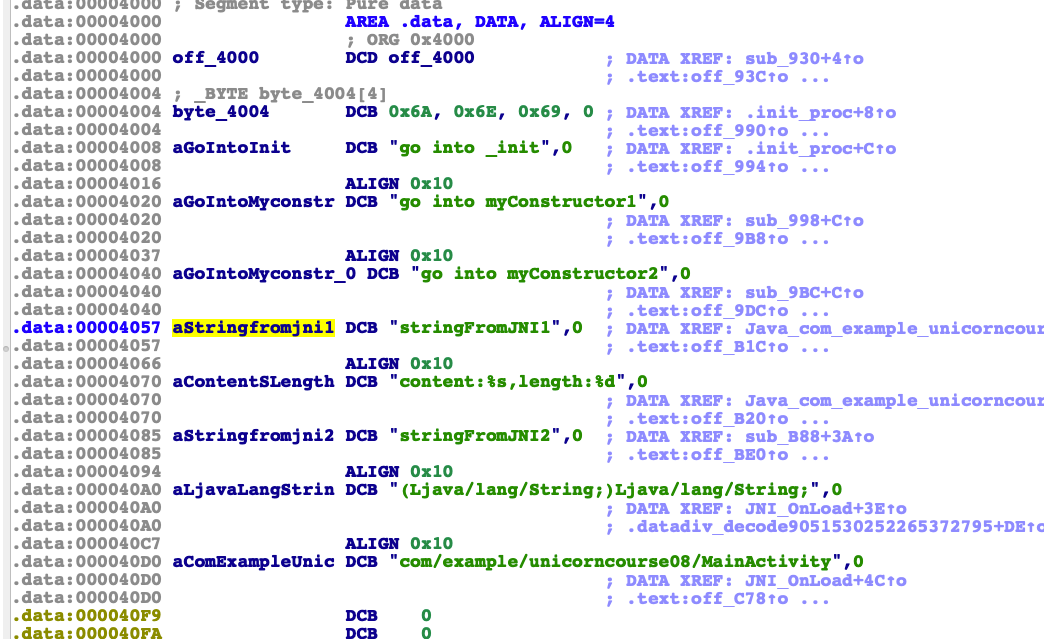 .data:00004000 ; Segment type: Pure data
.data:00004000 AREA .data, DATA, ALIGN=4
.data:00004000 ; ORG 0x4000
.data:00004000 off_4000 DCD off_4000 ; DATA XREF: sub_930+4↑o
.data:00004000 ; .text:off_93C↑o ...
.data:00004004 ; _BYTE byte_4004[4]
.data:00004004 byte_4004 DCB 0x6A, 0x6E, 0x69, 0 ; DATA XREF: .init_proc+8↑o
.data:00004004 ; .text:off_990↑o ...
.data:00004008 aGoIntoInit DCB "go into _init",0 ; DATA XREF: .init_proc+C↑o
.data:00004008 ; .text:off_994↑o ...
.data:00004016 ALIGN 0x10
.data:00004020 aGoIntoMyconstr DCB "go into myConstructor1",0
.data:00004020 ; DATA XREF: sub_998+C↑o
.data:00004020 ; .text:off_9B8↑o ...
.data:00004037 ALIGN 0x10
.data:00004040 aGoIntoMyconstr_0 DCB "go into myConstructor2",0
.data:00004040 ; DATA XREF: sub_9BC+C↑o
.data:00004040 ; .text:off_9DC↑o ...
.data:00004057 aStringfromjni1 DCB "stringFromJNI1",0 ; DATA XREF: Java_com_example_unicorncour
.data:00004057 ; .text:off_B1C↑o ...
.data:00004066 ALIGN 0x10
.data:00004070 aContentSLength DCB "content:%s,length:%d",0
.data:00004070 ; DATA XREF: Java_com_example_unicorncour
.data:00004070 ; .text:off_B20↑o ...
.data:00004085 aStringfromjni2 DCB "stringFromJNI2",0 ; DATA XREF: sub_B88+3A↑o
.data:00004085 ; .text:off_BE0↑o ...
.data:00004094 ALIGN 0x10
.data:000040A0 aLjavaLangStrin DCB "(Ljava/lang/String;)Ljava/lang/String;",0
.data:000040A0 ; DATA XREF: JNI_OnLoad+3E↑o
.data:000040A0 ; .datadiv_decode9051530252265372795+DE↑o
.data:000040C7 ALIGN 0x10
.data:000040D0 aComExampleUnic DCB "com/example/unicorncourse08/MainActivity",0
.data:000040D0 ; DATA XREF: JNI_OnLoad+4C↑o
.data:000040D0 ; .text:off_C78↑o ...
.data:000040F9 DCB 0
.data:000040FA DCB 0